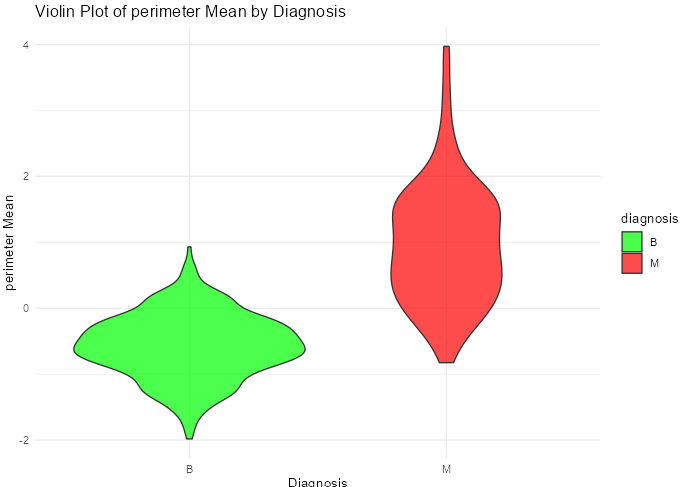 Violin Plot of perimeter Mean by Diagnosis
perimeter Mean
4
2
0
-2
B
M
Diagnosis
diagnosis
B
M